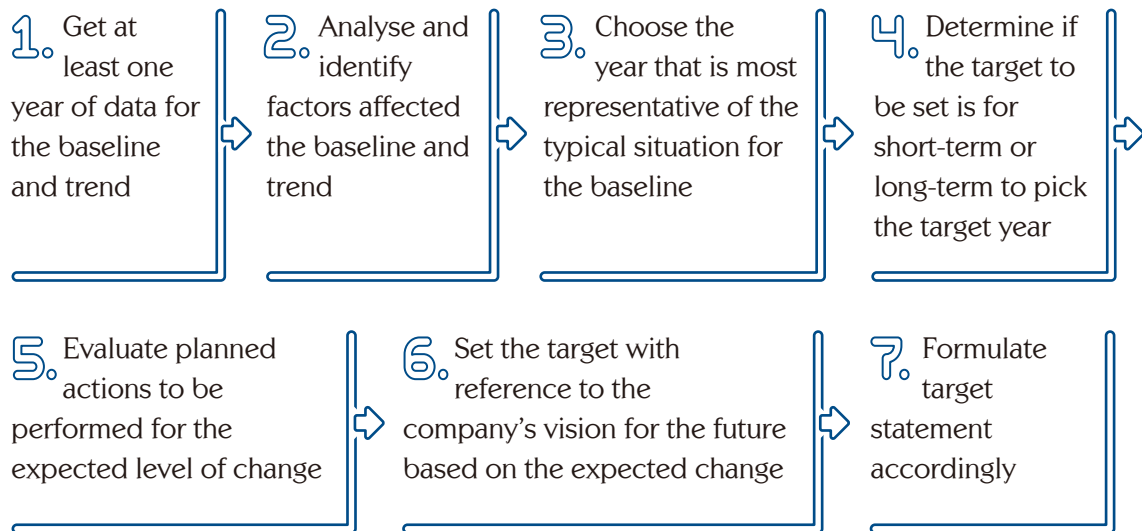 1. Get at
least one
year of data for
the baseline
and trend
2. Analyse and
identify
factors affected
the baseline and
trend
3. Choose the
year that is most
representative of the
typical situation for
the baseline
4. Determine if
the target to
be set is for
short-term or
long-term to pick
the target year
5. Evaluate planned
actions to be
performed for the
expected level of change
6. Set the target with
reference to the
company's vision for the future
based on the expected change
7. Formulate
target
statement
accordingly